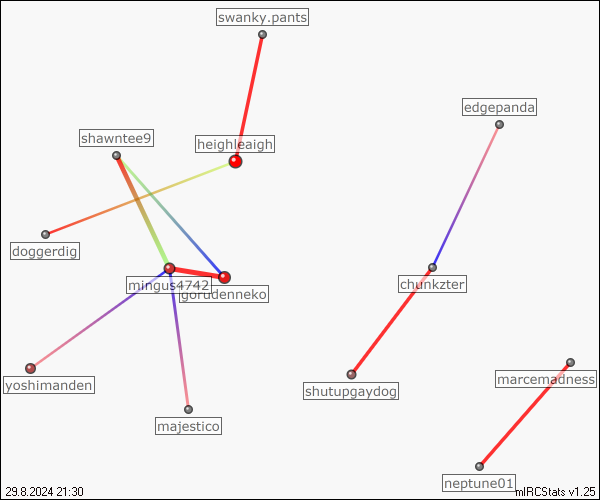 swanky.pants
edgepanda
shawntee9
heighleaigh
doggerdig
mingus4742
chunkzter
gorudenneko
marcemadness
yoshimanden
shutupgaydog
majestico
neptune01
29.8.2024 21:30
mIRCStats v1.25